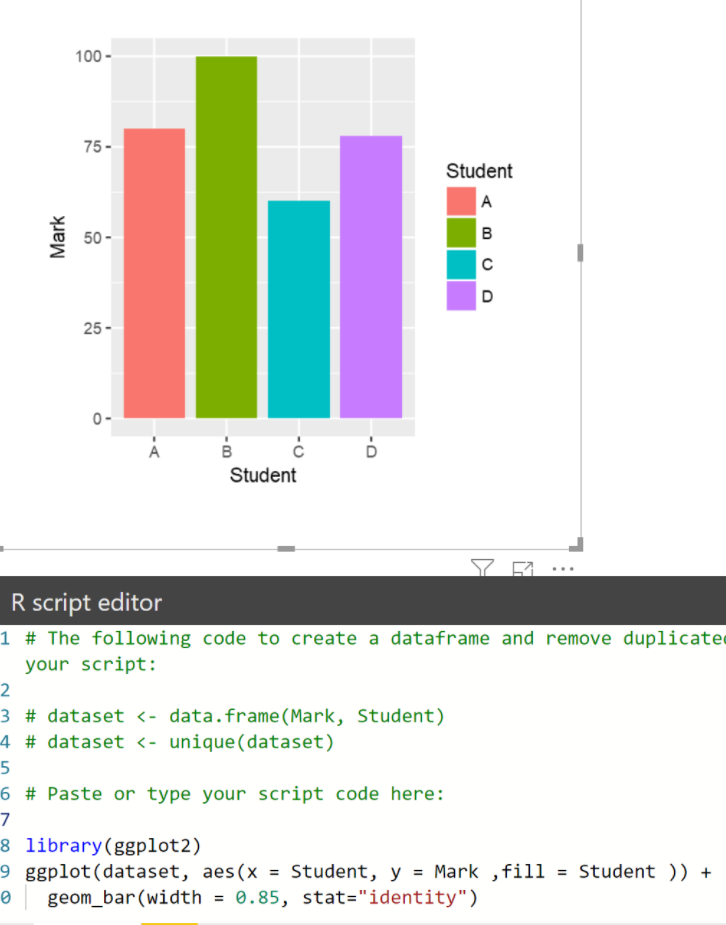 100
75
50
25
0
Mark
A
B
C
D
Student
Student
A
B
C
D
R script editor
1 # The following code to create a dataframe and remove duplicated
your script:
2
3 # dataset <- data.frame(Mark, Student)
4 # dataset <- unique(dataset)
5
6 # Paste or type your script code here:
7
8 library(ggplot2)
9 ggplot(dataset, aes(x = Student, y = Mark ,fill = Student )) +
0 geom_bar(width = 0.85, stat="identity")